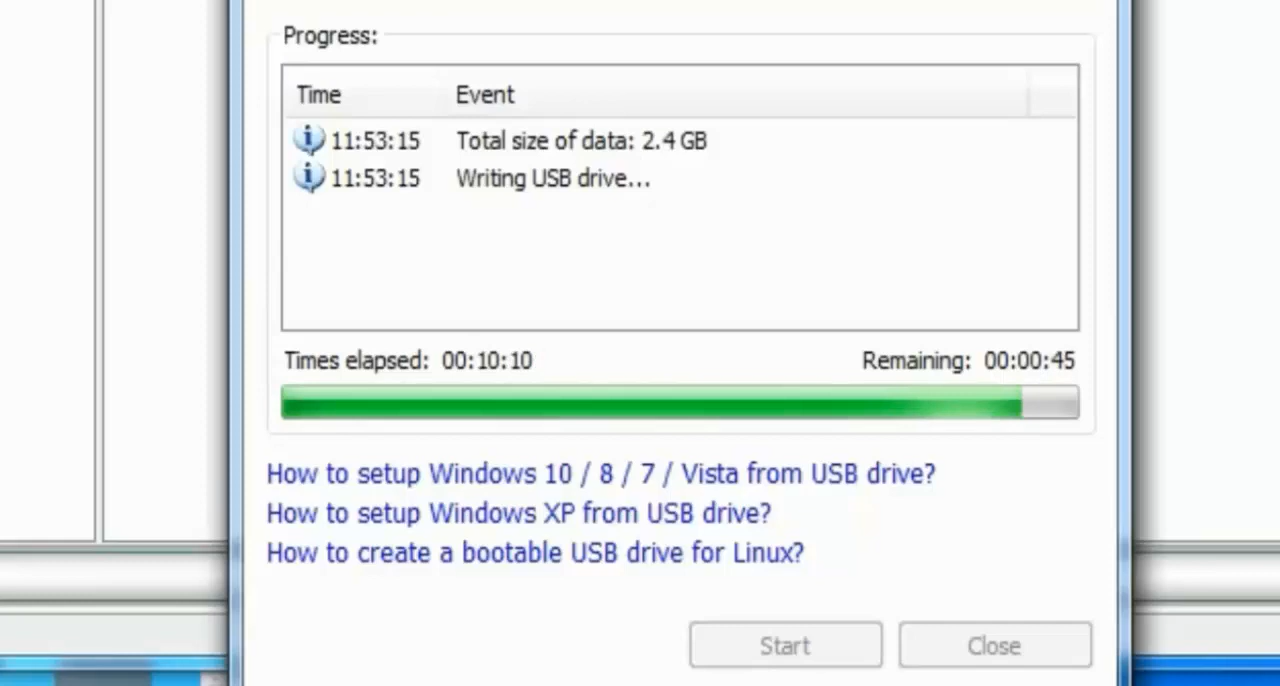 Progress:
Time Event
11:53:15 Total size of data: 2.4 GB
11:53:15 Writing USB drive...
Times elapsed: 00:10:10 Remaining: 00:00:45
How to setup Windows 10 / 8 / 7 / Vista from USB drive?
How to setup Windows XP from USB drive?
How to create a bootable USB drive for Linux?
Start Close